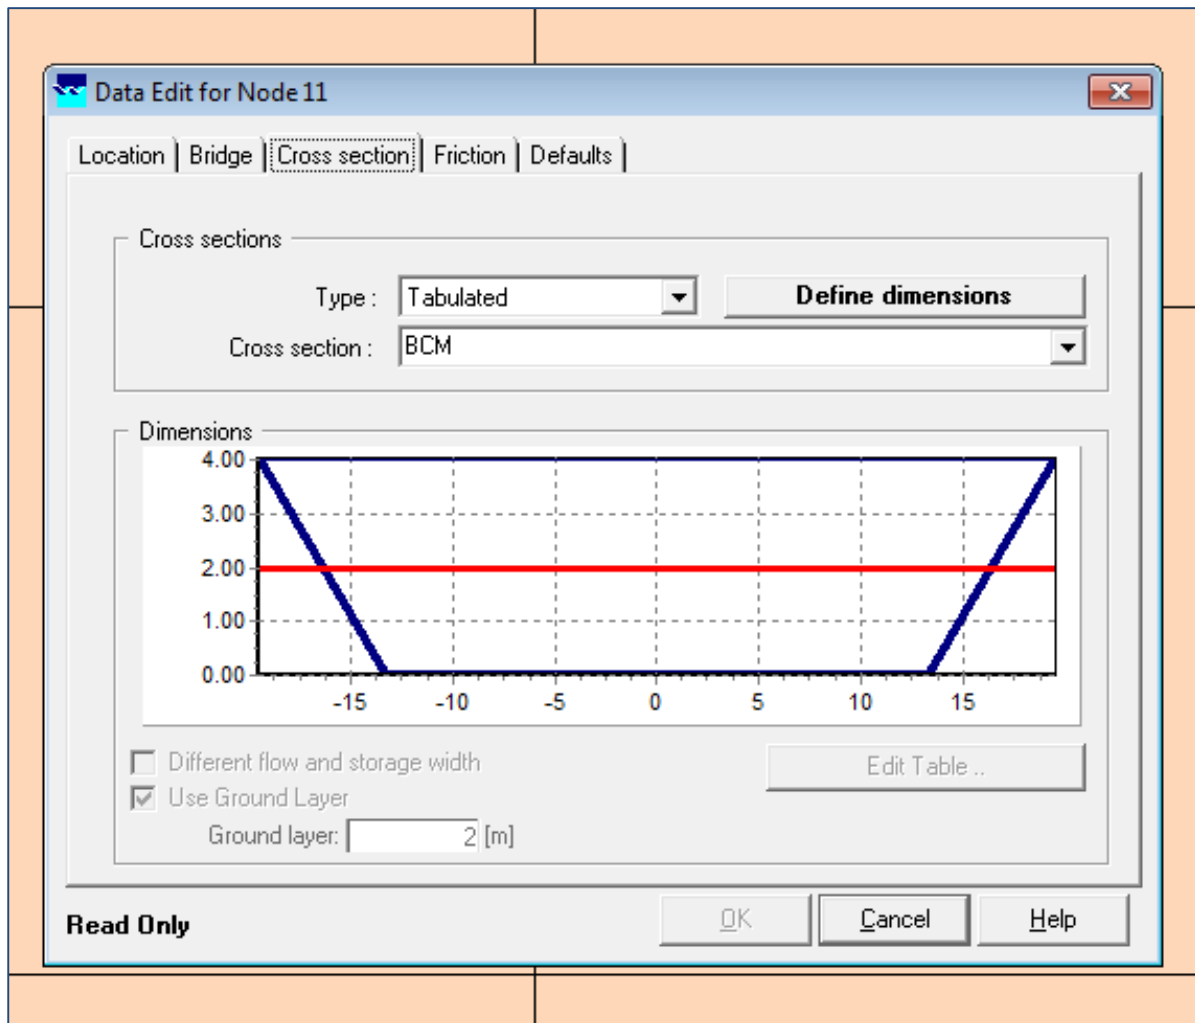 Data Edit for Node 11
Location Bridge Cross section Friction Defaults
Cross sections
Type : Tabulated Define dimensions
Cross section : BCM
Dimensions
4.00
3.00
2.00
1.00
0.00
-15 -10 -5 0 5 10 15
Different flow and storage width Edit Table ..
Use Ground Layer
Ground layer: 2 [m]
Read Only OK Cancel Help